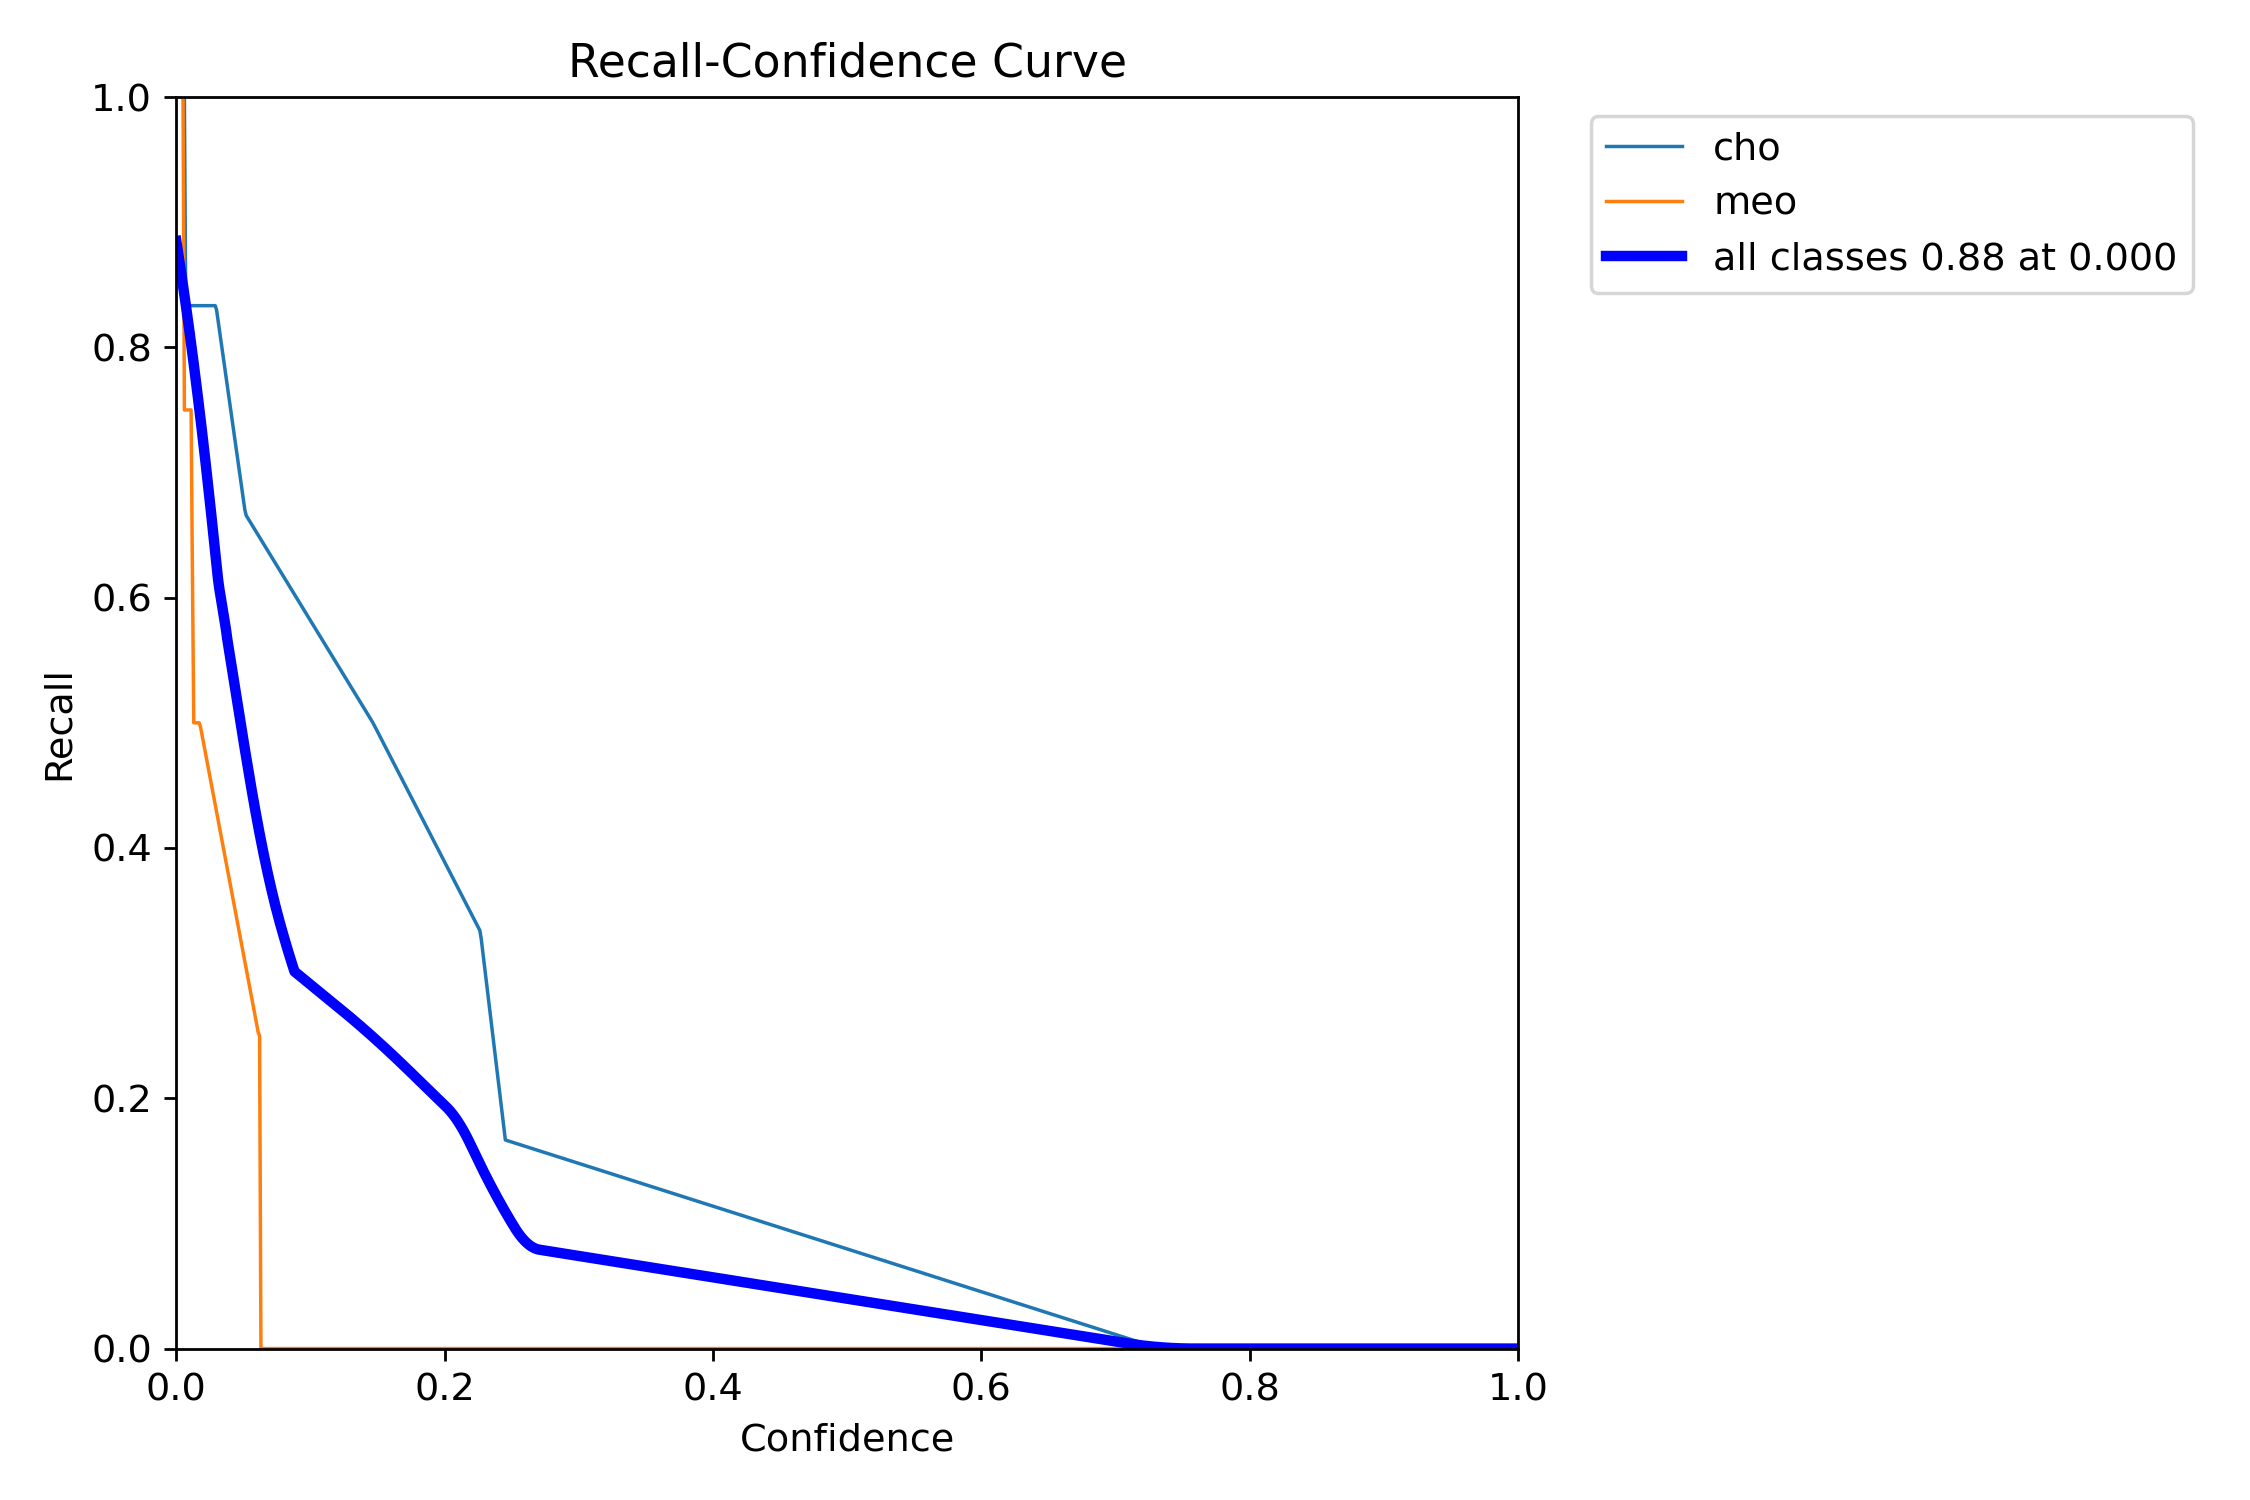 Recall-Confidence Curve
1.0
0.8
0.6
0.4
0.2
0.0
Recall
0.0 0.2 0.4 0.6 0.8 1.0
Confidence
cho
meo
all classes 0.88 at 0.000